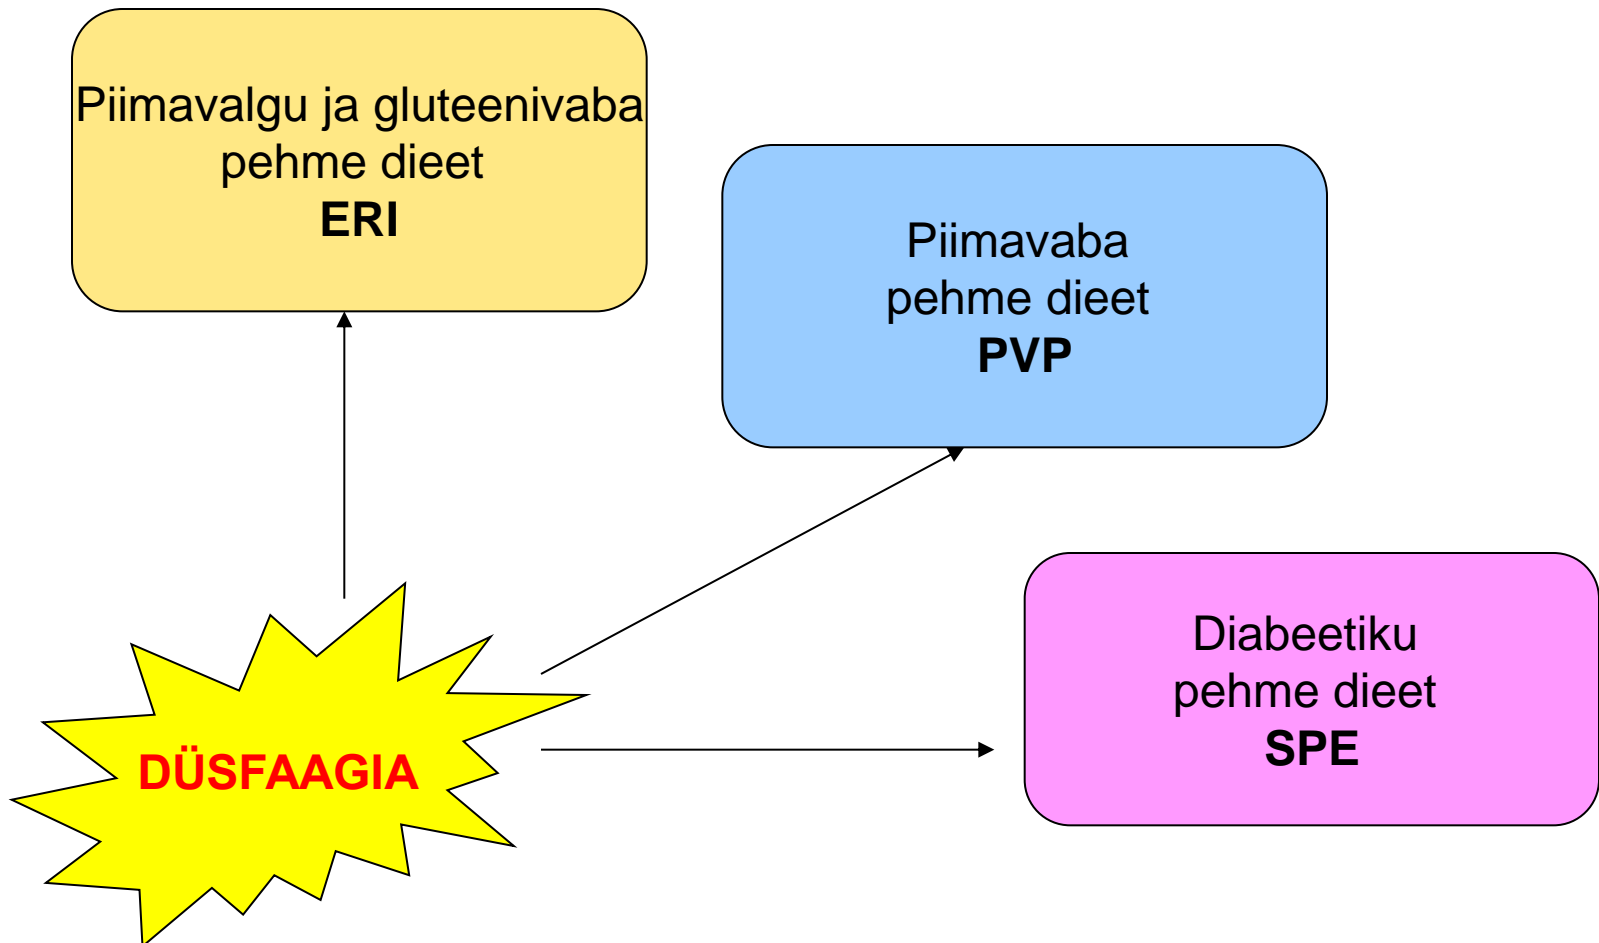 Piimavalgu ja gluteenivaba
pehme dieet
ERI
Piimavaba
pehme dieet
PVP
Diabeetiku
pehme dieet
SPE
DÜSFAAGIA